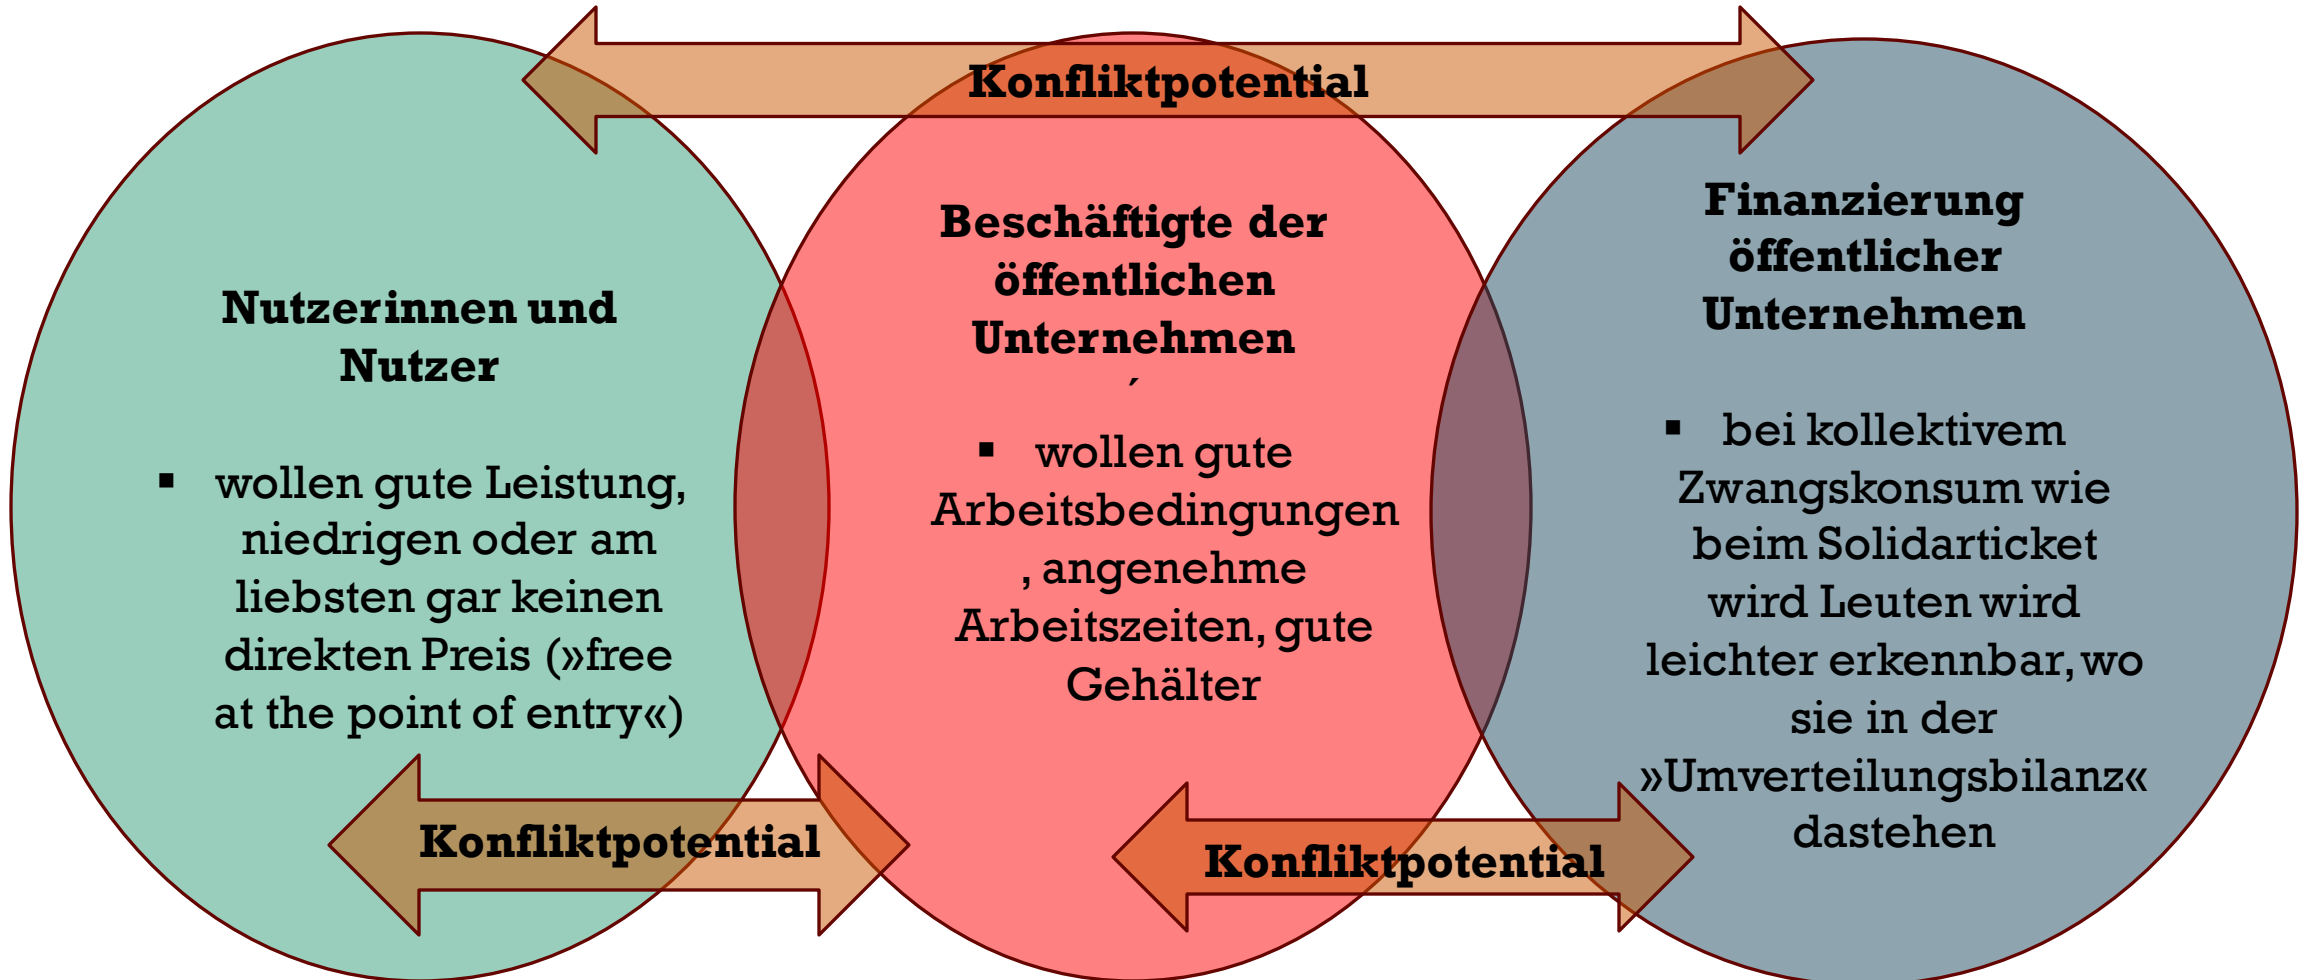 Konfliktpotential
Nutzerinnen und
Nutzer
▪ wollen gute Leistung,
niedrigen oder am
liebsten gar keinen
direkten Preis (»free
at the point of entry«)
Beschäftigte der
öffentlichen
Unternehmen
´
▪ wollen gute
Arbeitsbedingungen
, angenehme
Arbeitszeiten, gute
Gehälter
Finanzierung
öffentlicher
Unternehmen
▪ bei kollektivem
Zwangskonsum wie
beim Solidarticket
wird Leuten wird
leichter erkennbar, wo
sie in der
»Umverteilungsbilanz«
dastehen
Konfliktpotential
Konfliktpotential